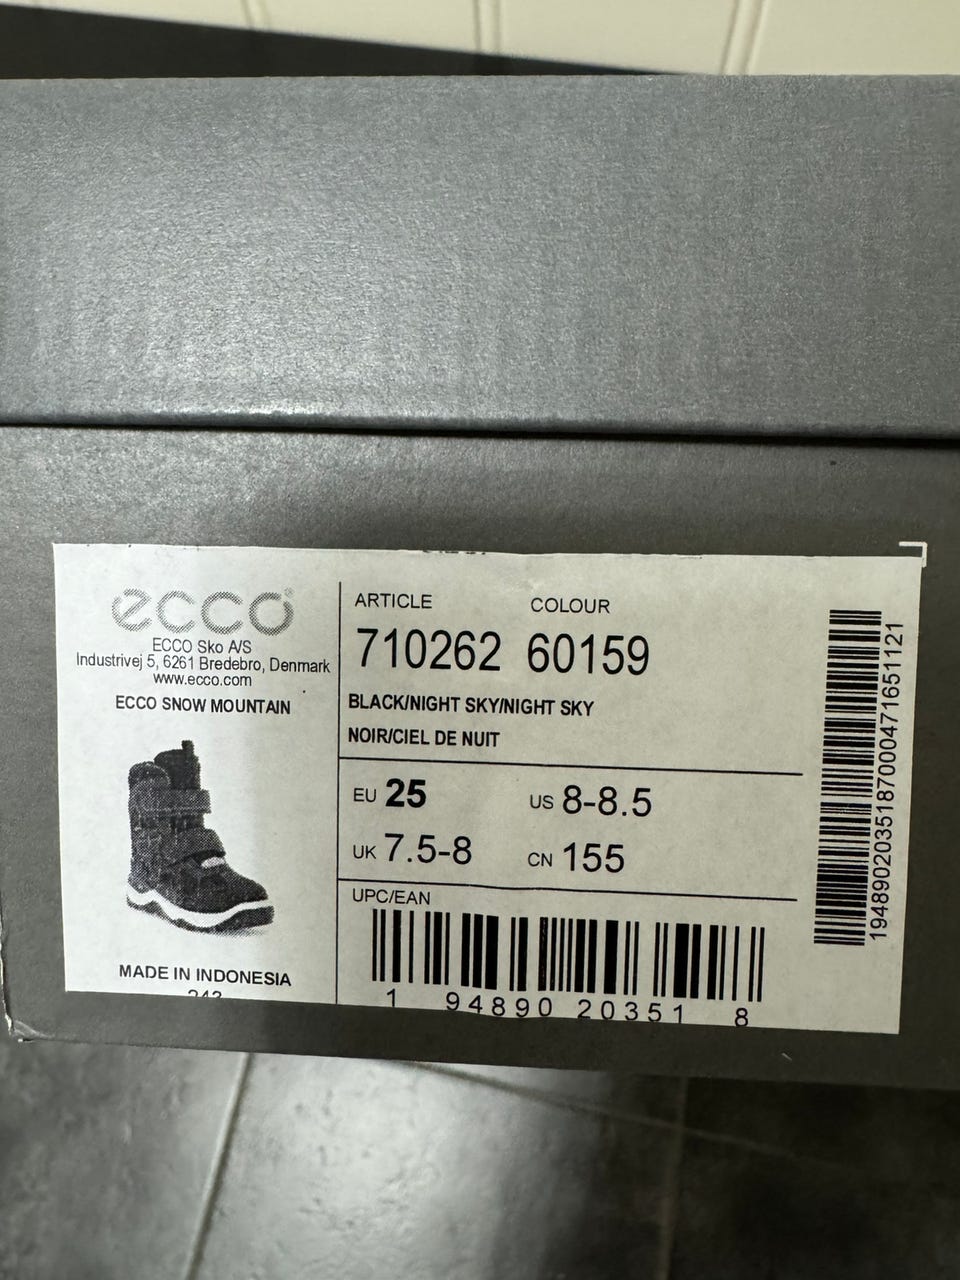 ecco
ECCO Sko A/S
Industrivej 5, 6261 Bredebro, Denmark
www.ecco.com
ECCO SNOW MOUNTAIN
MADE IN INDONESIA
ARTICLE COLOUR
710262 60159
BLACK/NIGHT SKY/NIGHT SKY
NOIR/CIEL DE NUIT
EU 25 US 8-8.5
UK 7.5-8 CN 155
UPC/EAN
1 94890 20351 8
19489020351870004716​51121